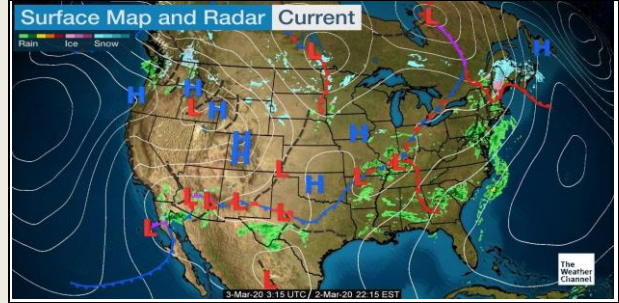 Surface Map and Radar Current
Rain Ice Snow
L
L
H
H
H
L
H
L
H
H
H
L
L
L
H
L
L
L
L
L
L
The
Weather
Channel
3-Mar-20 3:15 UTC / 2-Mar-20 22:15 EST